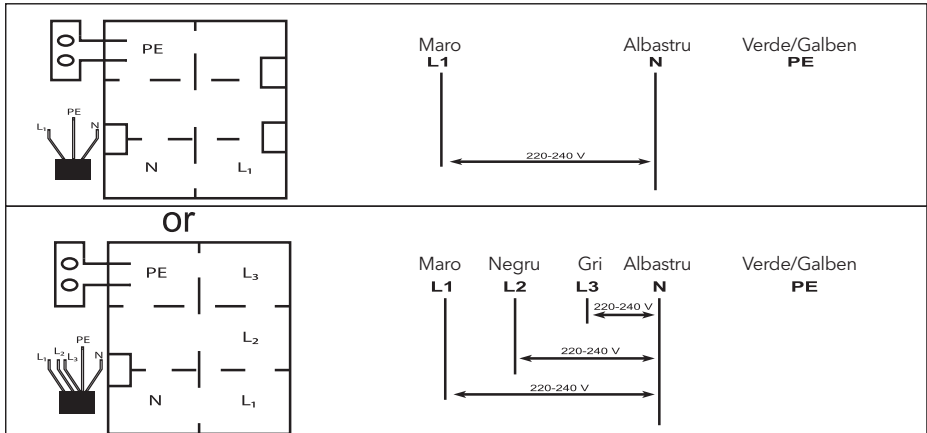 PE
L₁ PE N
N L₁
Maro Albastru Verde/Galben
L1 N PE
220-240 V
or
PE L₃
L₂
L₁ L₂ L₃ PE N
N L₁
Maro Negru Gri Albastru Verde/Galben
L1 L2 L3 N PE
220-240 V
220-240 V
220-240 V